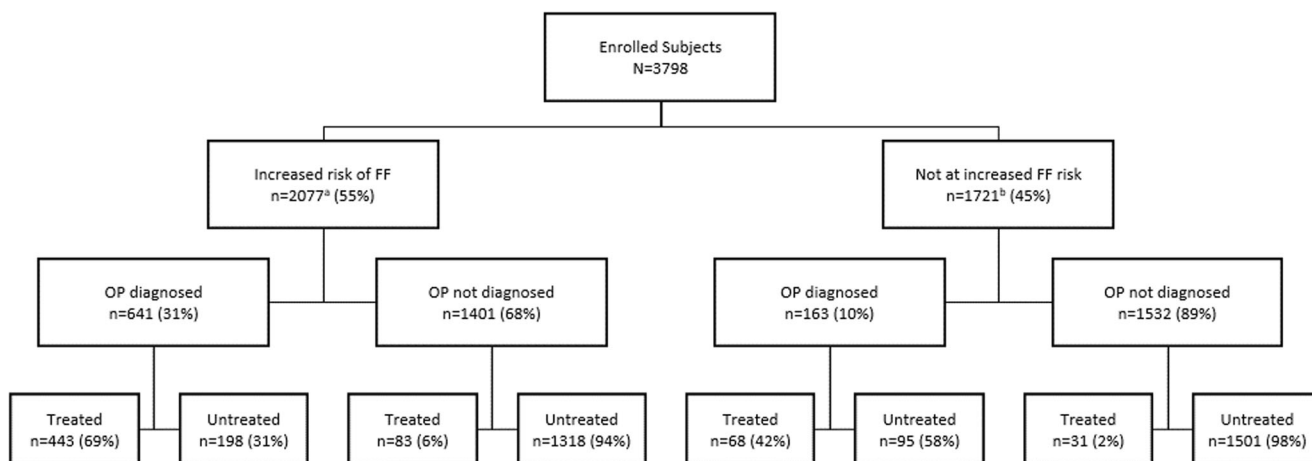 Enrolled Subjects
N=3798
Increased risk of FF
n=2077ᵃ (55%)
Not at increased FF risk
n=1721ᵇ (45%)
OP diagnosed
n=641 (31%)
OP not diagnosed
n=1401 (68%)
OP diagnosed
n=163 (10%)
OP not diagnosed
n=1532 (89%)
Treated
n=443 (69%)
Untreated
n=198 (31%)
Treated
n=83 (6%)
Untreated
n=1318 (94%)
Treated
n=68 (42%)
Untreated
n=95 (58%)
Treated
n=31 (2%)
Untreated
n=1501 (98%)